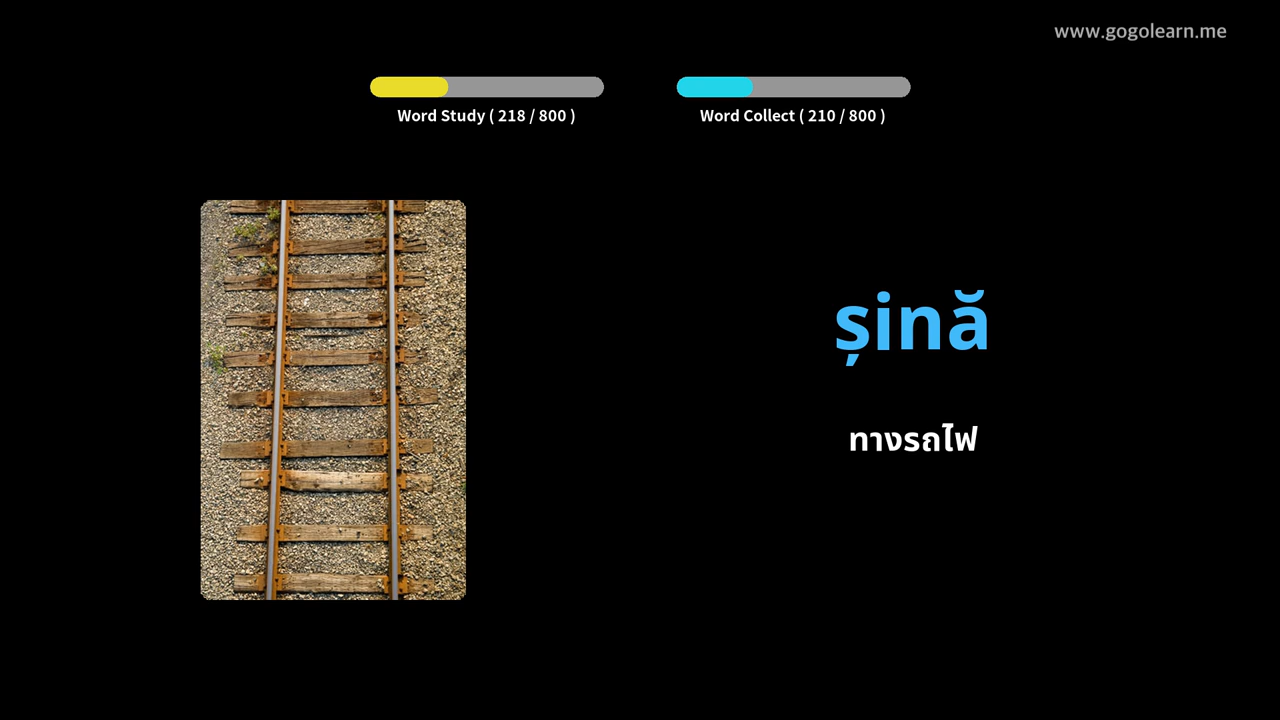 www.gogolearn.me
Word Study ( 218 / 800 )
Word Collect ( 210 / 800 )
șină
ทางรถไฟ